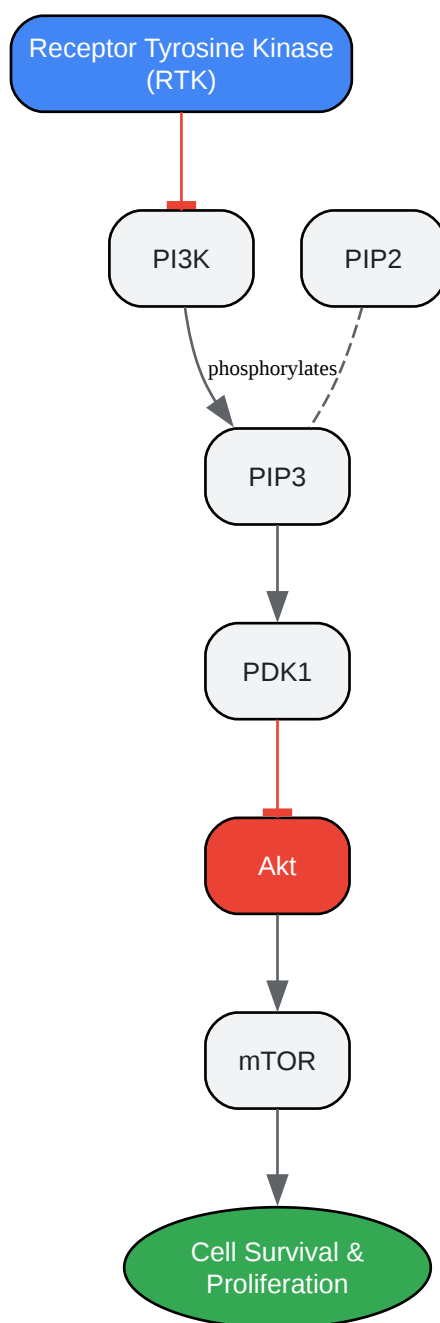 Receptor Tyrosine Kinase
(RTK)
PI3K
PIP2
phosphorylates
PIP3
PDK1
Akt
mTOR
Cell Survival &
Proliferation